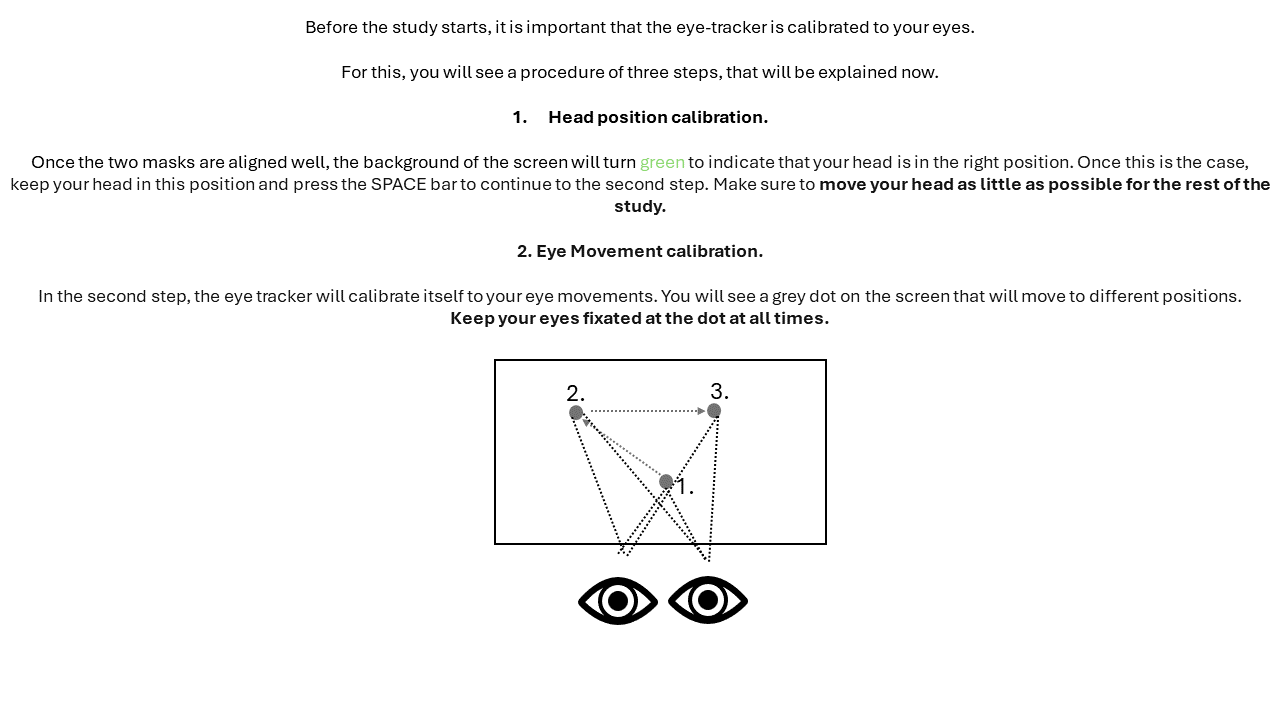 Before the study starts, it is important that the eye-tracker is calibrated to your eyes.
For this, you will see a procedure of three steps, that will be explained now.
1. Head position calibration.
Once the two masks are aligned well, the background of the screen will turn green to indicate that your head is in the right position. Once this is the case,
keep your head in this position and press the SPACE bar to continue to the second step. Make sure to move your head as little as possible for the rest of the
study.
2. Eye Movement calibration.
In the second step, the eye tracker will calibrate itself to your eye movements. You will see a grey dot on the screen that will move to different positions.
Keep your eyes fixated at the dot at all times.
2.
3.
1.